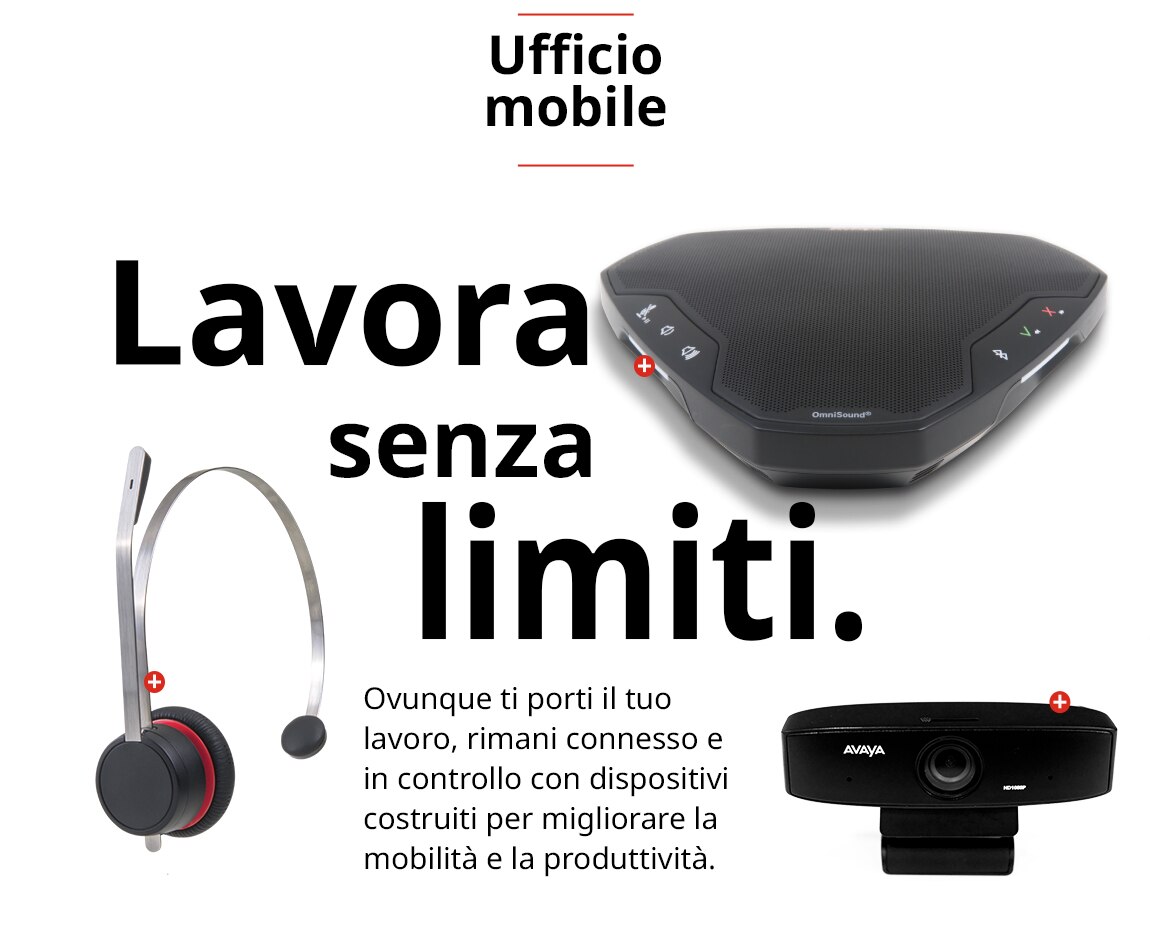 Ufficio
mobile
Lavora
senza
limiti.
OmniSound®
Ovunque ti porti il tuo
lavoro, rimani connesso e
in controllo con dispositivi
costruiti per migliorare la
mobilità e la produttività.
AVAYA
HD1080P